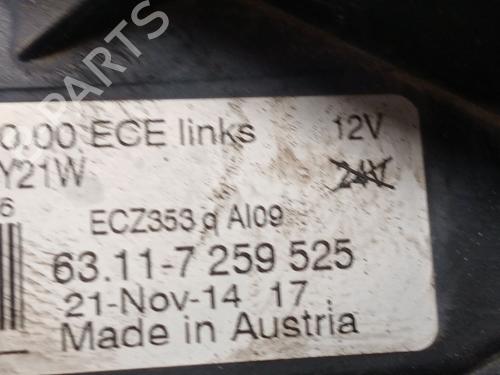 PARTS
0.00 ECE links 12V
Y21W 24V
6
ECZ353 q AI09
63.11-7 259 525
21-Nov-14 17
Made in Austria